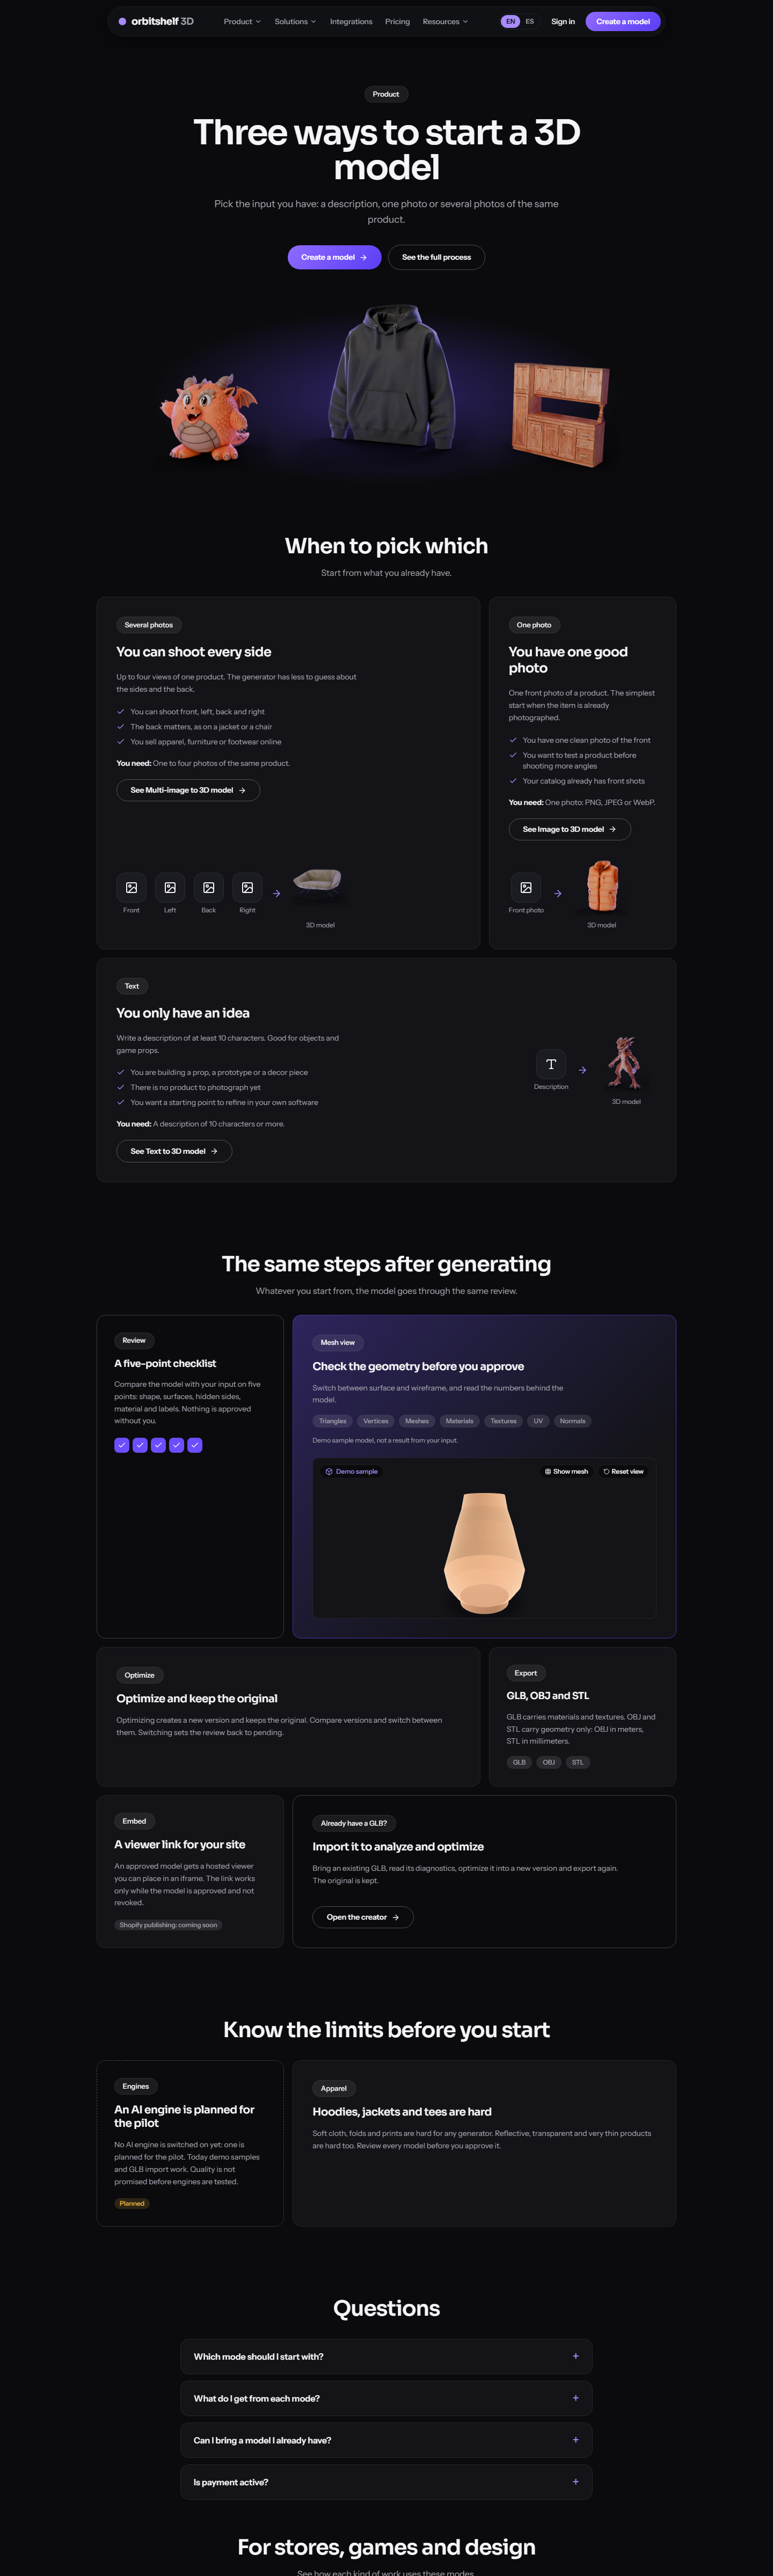 orbitshelf 3D
Product
Solutions
Integrations
Pricing
Resources
EN
ES
Sign in
Create a model
Product
Three ways to start a 3D
model
Pick the input you have: a description, one photo or several photos of the same
product.
Create a model
See the full process
When to pick which
Start from what you already have.
Several photos
You can shoot every side
Up to four views of one product. The generator has less to guess about
the sides and the back.
You can shoot front, left, back and right
The back matters, as on a jacket or a chair
You sell apparel, furniture or footwear online
You need: One to four photos of the same product.
See Multi-image to 3D model
Front
Left
Back
Right
3D model
One photo
You have one good
photo
One front photo of a product. The simplest
start when the item is already
photographed.
You have one clean photo of the front
You want to test a product before
shooting more angles
Your catalog already has front shots
You need: One photo: PNG, JPEG or WebP.
See Image to 3D model
Front photo
3D model
Text
You only have an idea
Write a description of at least 10 characters. Good for objects and
game props.
You are building a prop, a prototype or a decor piece
There is no product to photograph yet
You want a starting point to refine in your own software
You need: A description of 10 characters or more.
See Text to 3D model
Description
3D model
The same steps after generating
Whatever you start from, the model goes through the same review.
Review
A five-point checklist
Compare the model with your input on five
points: shape, surfaces, hidden sides,
material and labels. Nothing is approved
without you.
Mesh view
Check the geometry before you approve
Switch between surface and wireframe, and read the numbers behind the
model.
Triangles
Vertices
Meshes
Materials
Textures
UV
Normals
Demo sample model, not a result from your input.
Demo sample
Show mesh
Reset view
Optimize
Optimize and keep the original
Optimizing creates a new version and keeps the original. Compare versions and switch between
them. Switching sets the review back to pending.
Export
GLB, OBJ and STL
GLB carries materials and textures. OBJ and
STL carry geometry only: OBJ in meters,
STL in millimeters.
GLB
OBJ
STL
Embed
A viewer link for your site
An approved model gets a hosted viewer
you can place in an iframe. The link works
only while the model is approved and not
revoked.
Shopify publishing: coming soon
Already have a GLB?
Import it to analyze and optimize
Bring an existing GLB, read its diagnostics, optimize it into a new version and export again.
The original is kept.
Open the creator
Know the limits before you start
Engines
An AI engine is planned for
the pilot
No AI engine is switched on yet: one is
planned for the pilot. Today demo samples
and GLB import work. Quality is not
promised before engines are tested.
Planned
Apparel
Hoodies, jackets and tees are hard
Soft cloth, folds and prints are hard for any generator. Reflective, transparent and very thin products
are hard too. Review every model before you approve it.
Questions
Which mode should I start with?
What do I get from each mode?
Can I bring a model I already have?
Is payment active?
For stores, games and design
See how each kind of work uses these modes